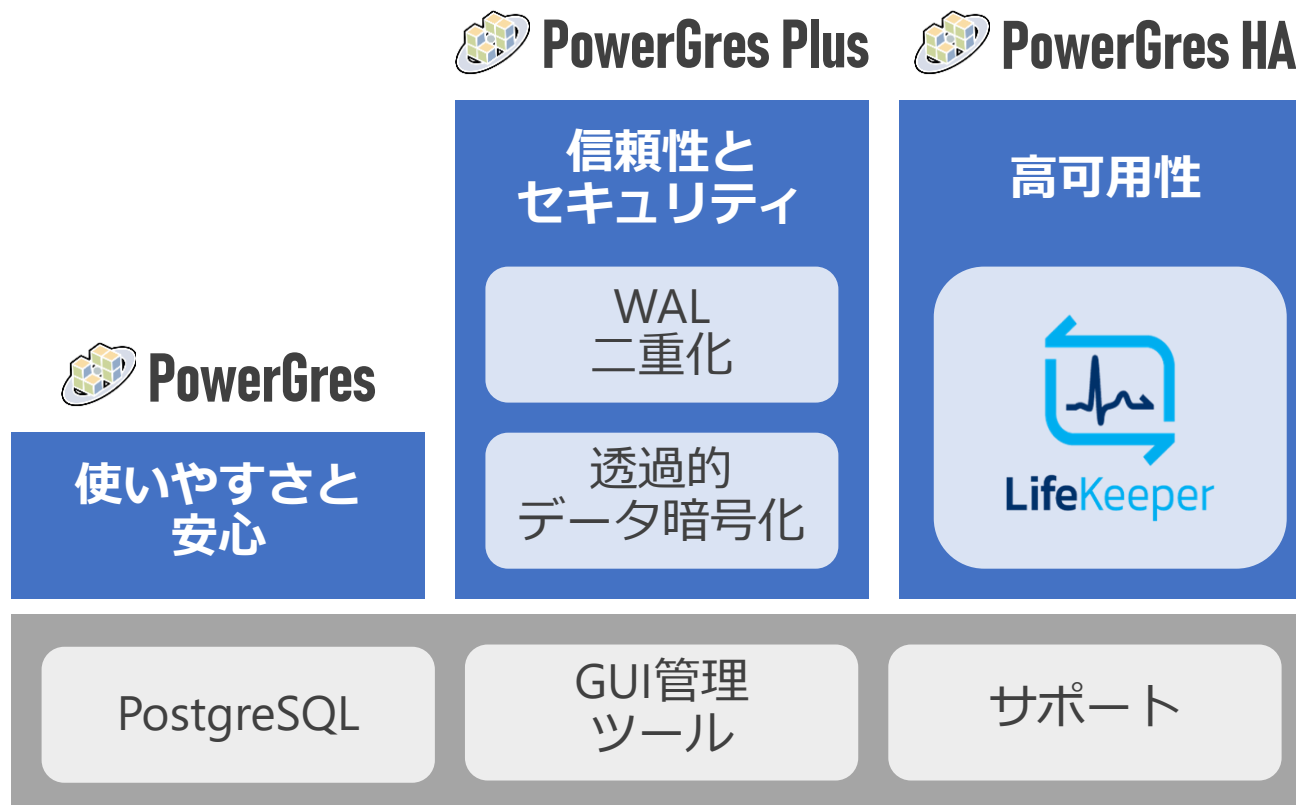 PowerGres Plus
PowerGres HA
信頼性と
セキュリティ
高可用性
WAL
二重化
透過的
データ暗号化
LifeKeeper
PowerGres
使いやすさと
安心
PostgreSQL
GUI管理
ツール
サポート